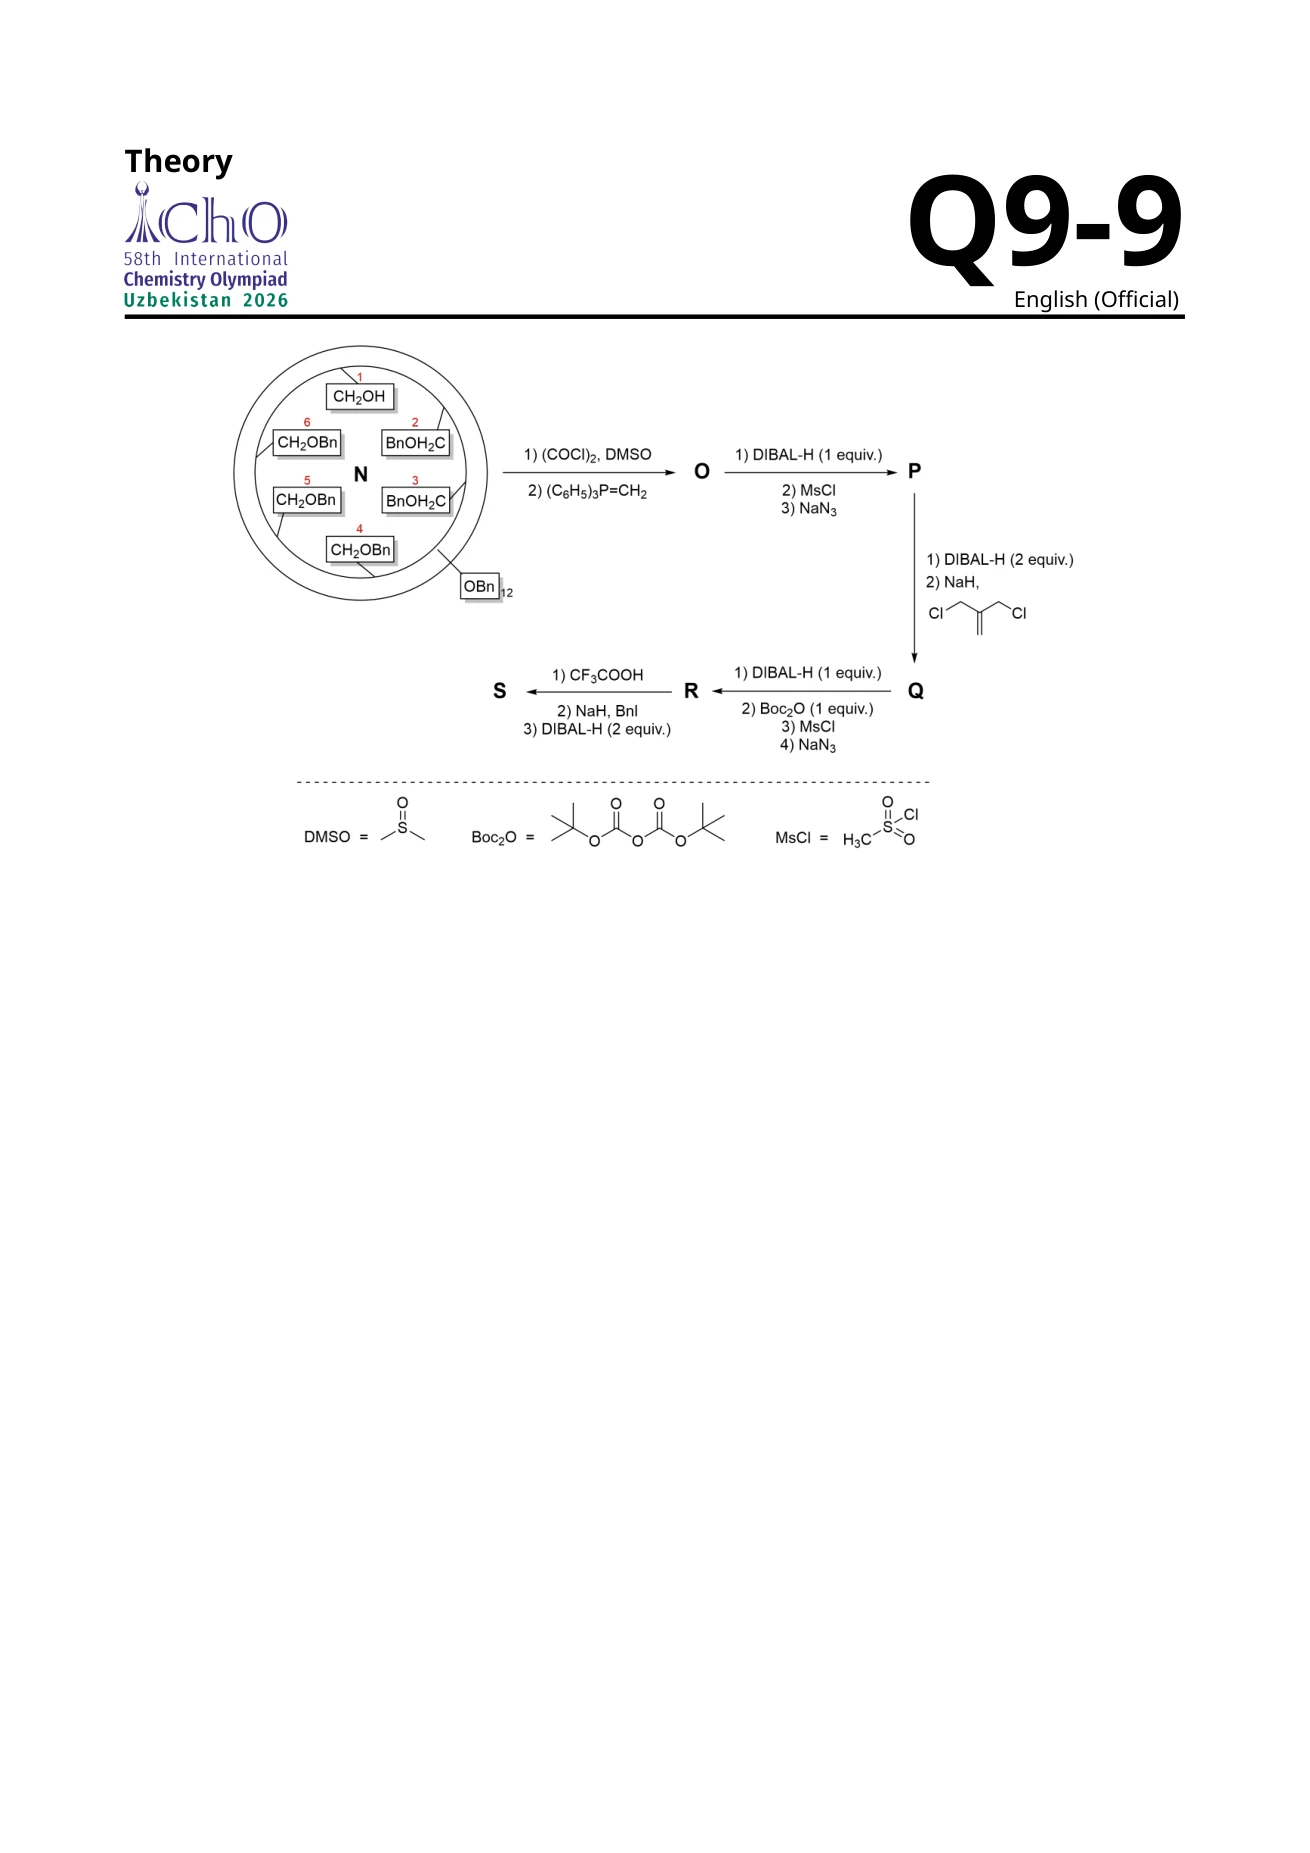 Theory
Q9-9
IChO
58th International
Chemistry Olympiad
Uzbekistan 2026
English (Official)
1
CH2OH
6
CH2OBn
2
BnOH2C
N
5
CH2OBn
3
BnOH2C
4
CH2OBn
OBn 12
1) (COCl)2, DMSO
2) (C6H5)3P=CH2
O
1) DIBAL-H (1 equiv.)
2) MsCl
3) NaN3
P
1) DIBAL-H (2 equiv.)
2) NaH,
Cl
Cl
Q
1) DIBAL-H (1 equiv.)
2) Boc2O (1 equiv.)
3) MsCl
4) NaN3
R
1) CF3COOH
2) NaH, BnI
3) DIBAL-H (2 equiv.)
S
DMSO =
O
S
Boc2O =
O
O
O
O
O
MsCl =
O
Cl
S
H3C
O